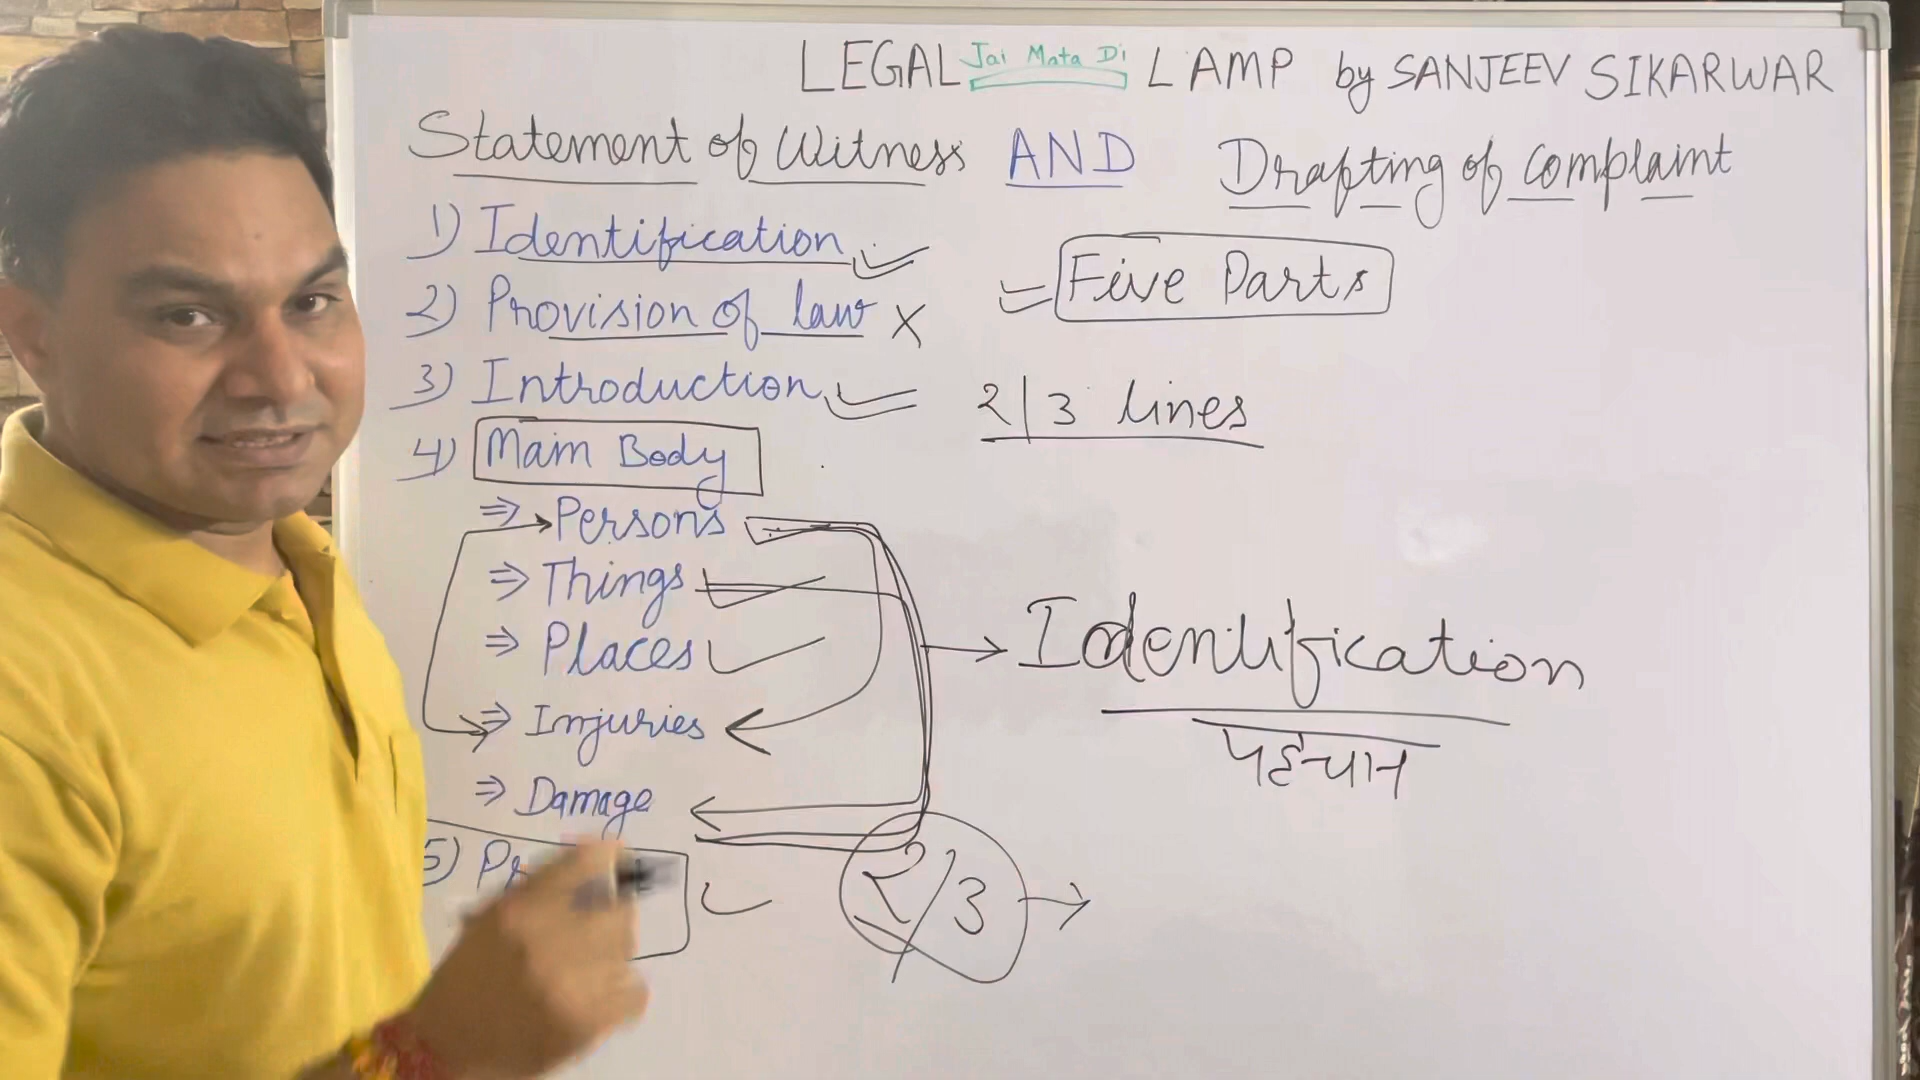 LEGAL Jai Mata Di LAMP by SANJEEV SIKARWAR
Statement of Witness AND Drafting of complaint
1) Identification
Five Parts
2) Provision of law X
3) Introduction
2/3 lines
4) Main Body
⇒ Persons
⇒ Things
⇒ Places
Identification
पहचान
⇒ Injuries
⇒ Damage
5)
2/3 →